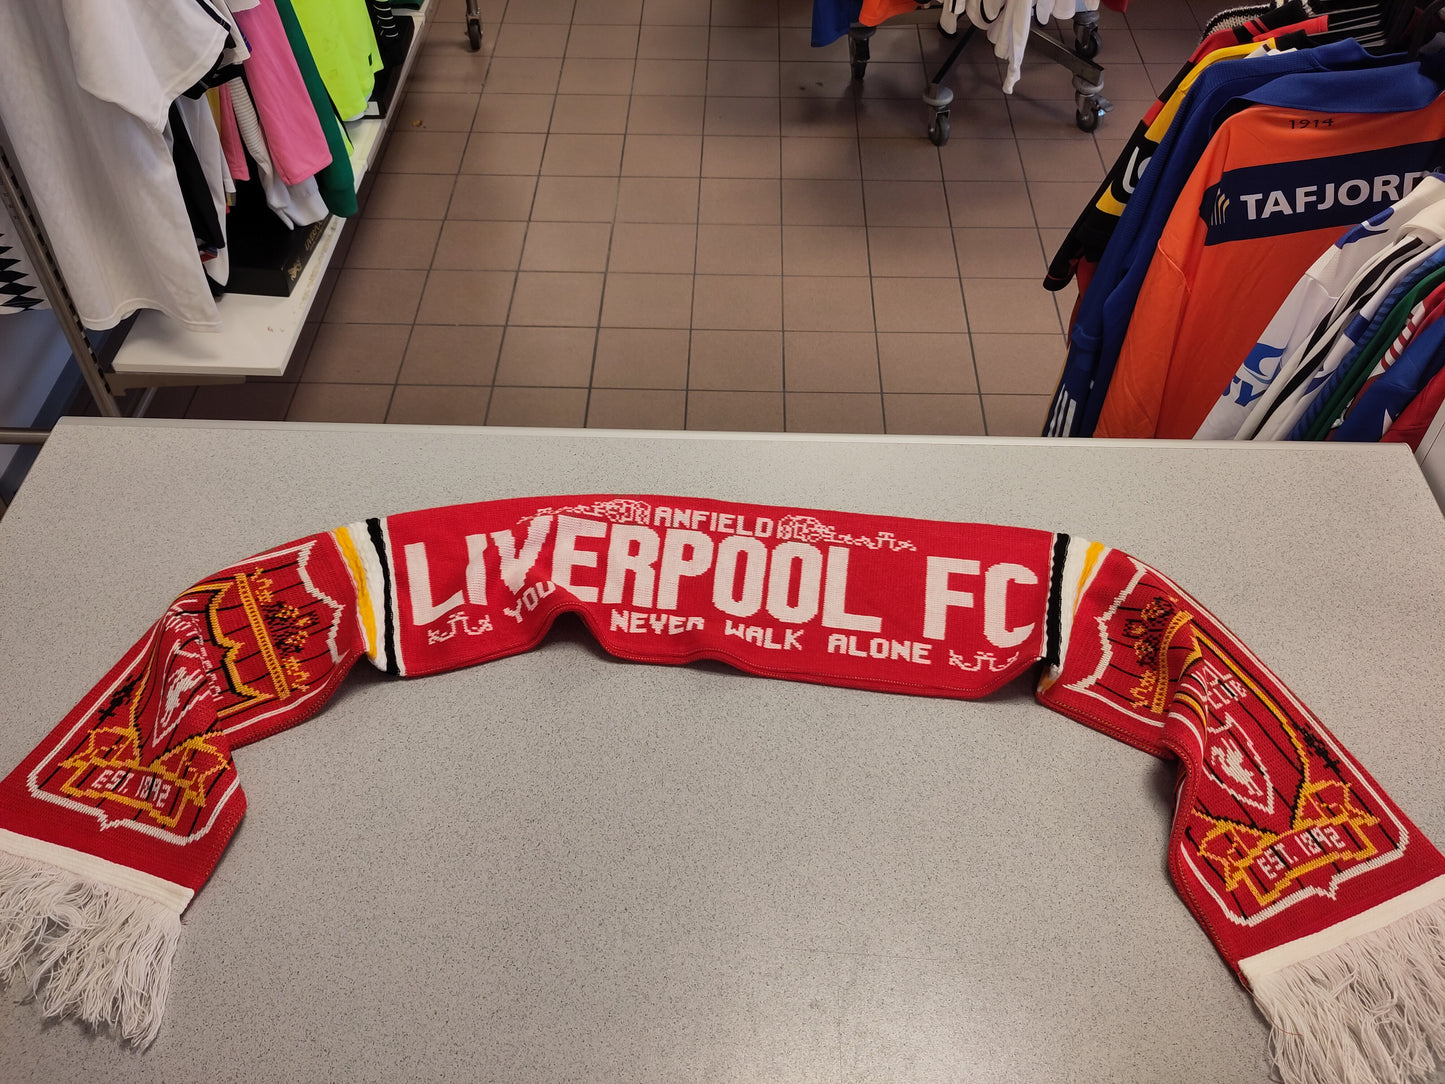 1914
TAFJORD
ANFIELD
LIVERPOOL FC
YOU NEVER WALK ALONE
EST. 1892
EST. 1892